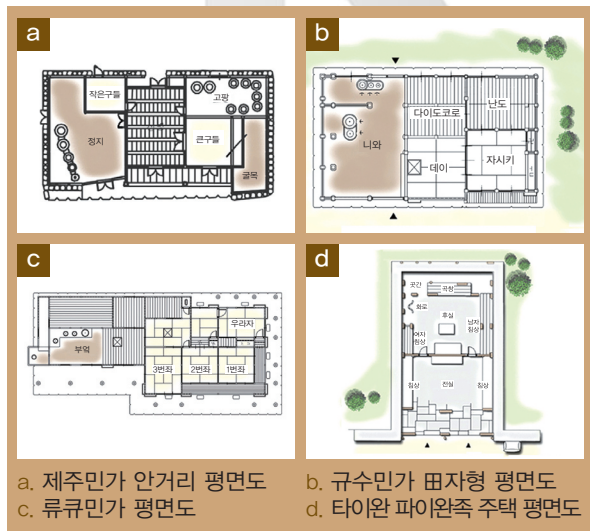 a
작은구들
고팡
정지
큰구들
굴묵
b
다이도코로
난도
니와
데이
자시키
c
우라자
부엌
3번좌
2번좌
1번좌
d
곳간
곡창
화로
후실
여자
침상
남자
침상
침상
전실
침상
a. 제주민가 안거리 평면도
b. 규수민가 田자형 평면도
c. 류큐민가 평면도
d. 타이완 파이완족 주택 평면도